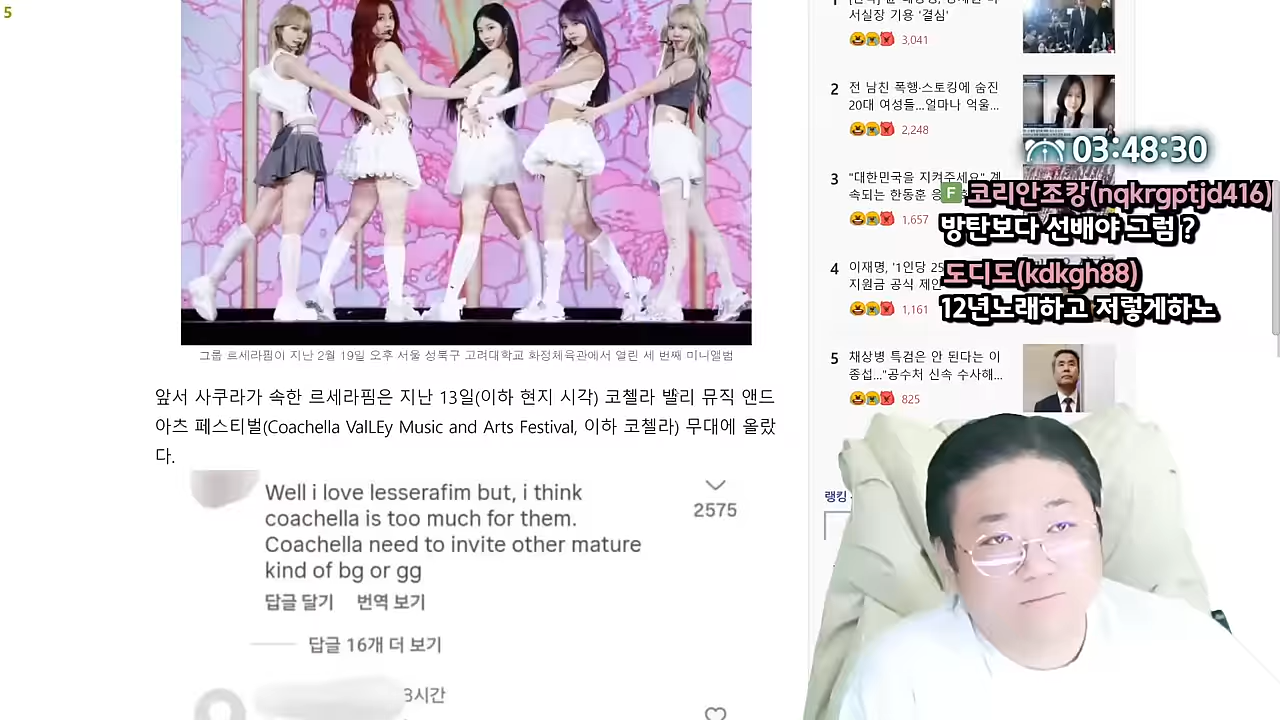 5
그룹 르세라핌이 지난 2월 19일 오후 서울 성북구 고려대학교 화정체육관에서 열린 세 번째 미니앨범
앞서 사쿠라가 속한 르세라핌은 지난 13일(이하 현지 시각) 코첼라 밸리 뮤직 앤드
아츠 페스티벌(Coachella ValLEy Music and Arts Festival, 이하 코첼라) 무대에 올랐
다.
Well i love lesserafim but, i think
coachella is too much for them.
Coachella need to invite other mature
kind of bg or gg
2575
답글 달기 번역 보기
답글 16개 더 보기
3시간
서실장 기용 '결심'
3,041
2 전 남친 폭행·스토킹에 숨진
20대 여성들...얼마나 억울...
2,248
03:48:30
3 "대한민국을 지켜주세요" 계
속되는 한동훈 응
1,657
F 코리안조캉(nqkrgptjd416)
방탄보다 선배야 그럼?
4 이재명, '1인당 25
지원금 공식 제안
1,161
도디도(kdkgh88)
12년노래하고 저렇게하노
5 채상병 특검은 안 된다는 이
종섭..."공수처 신속 수사해...
825
랭킹